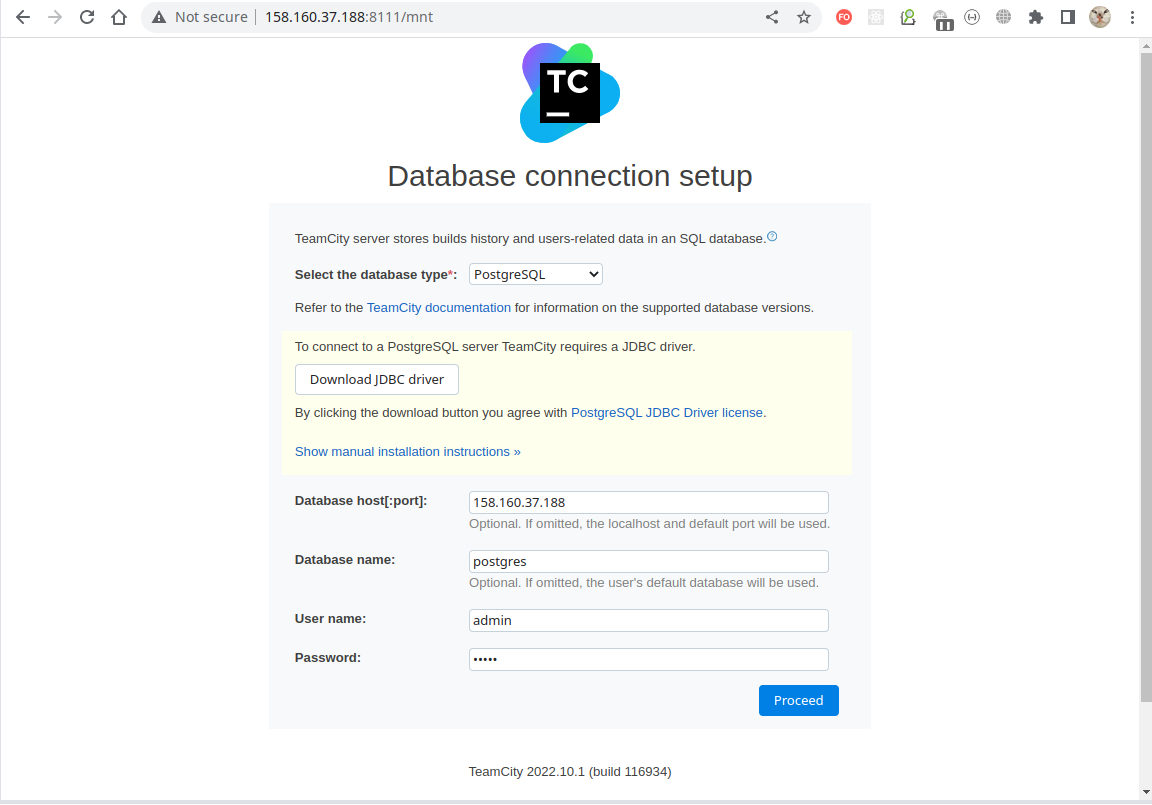 Not secure 158.160.37.188:8111/mnt
FO
TC
Database connection setup
TeamCity server stores builds history and users-related data in an SQL database.?
Select the database type*: PostgreSQL
Refer to the TeamCity documentation for information on the supported database versions.
To connect to a PostgreSQL server TeamCity requires a JDBC driver.
Download JDBC driver
By clicking the download button you agree with PostgreSQL JDBC Driver license.
Show manual installation instructions »
Database host[:port]: 158.160.37.188
Optional. If omitted, the localhost and default port will be used.
Database name: postgres
Optional. If omitted, the user's default database will be used.
User name: admin
Password: •••••
Proceed
TeamCity 2022.10.1 (build 116934)